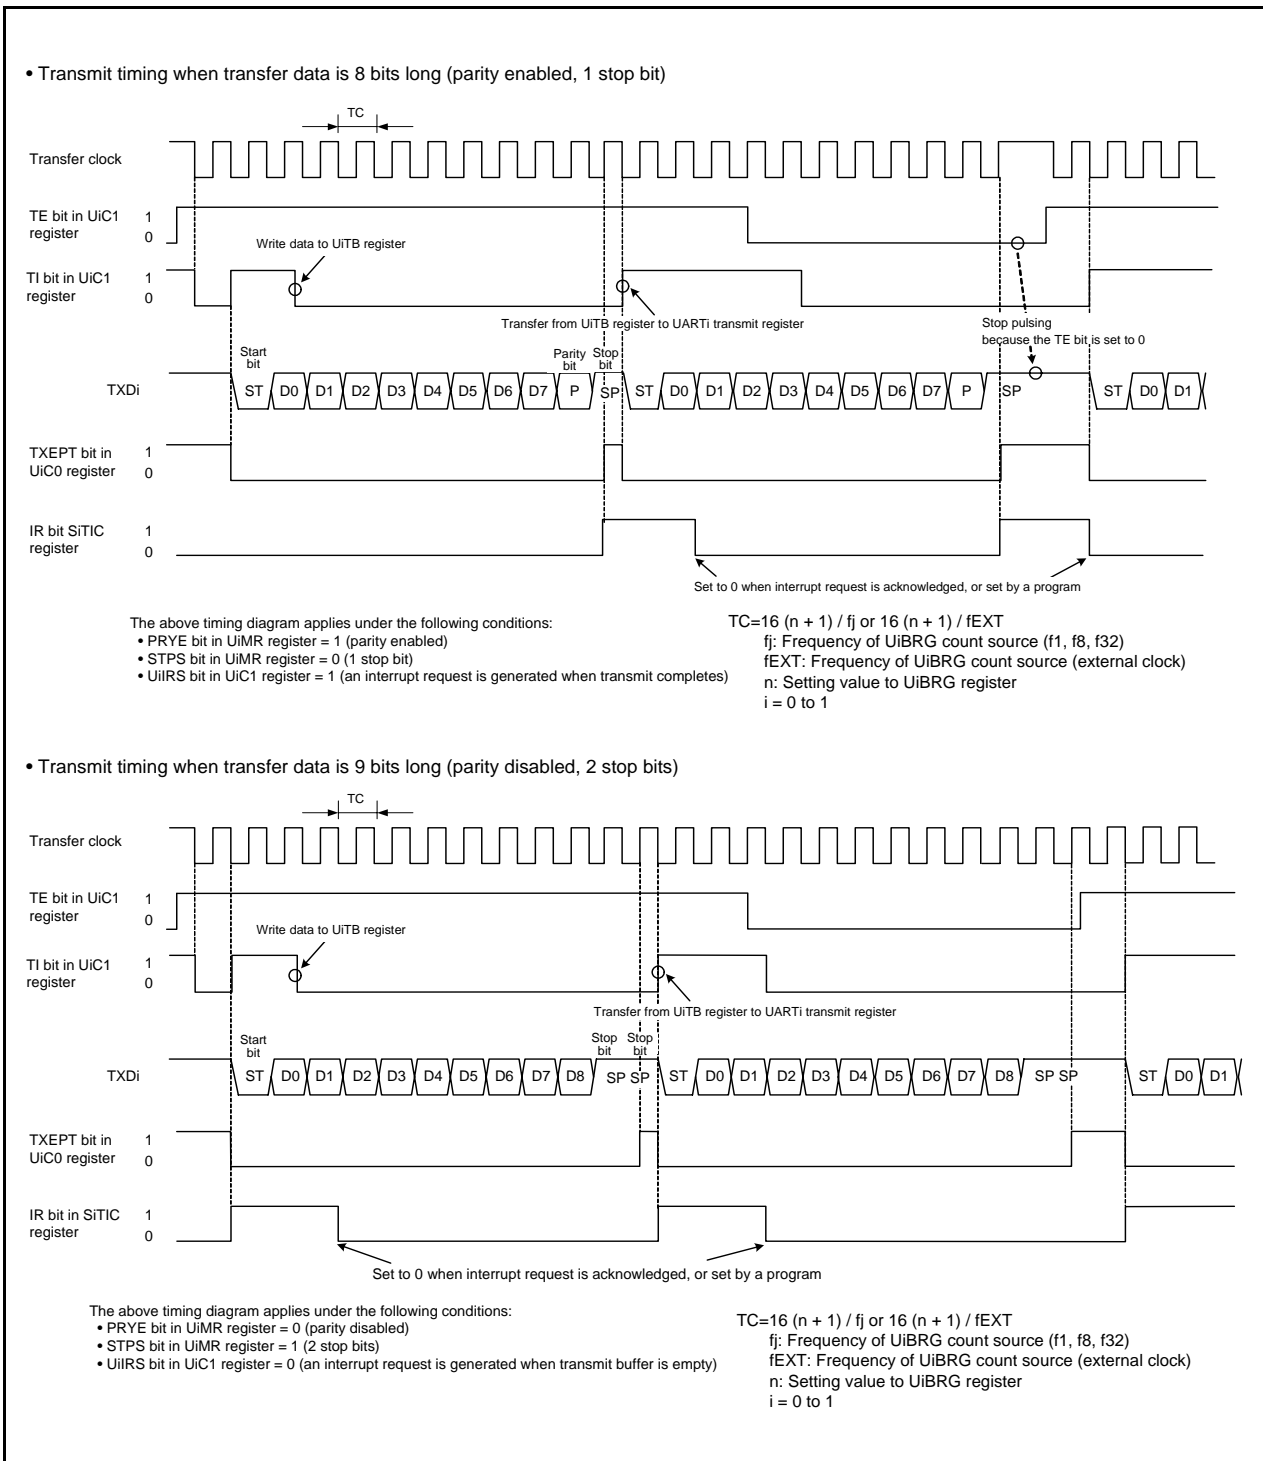 • Transmit timing when transfer data is 8 bits long (parity enabled, 1 stop bit)
TC
Transfer clock
TE bit in UiC1
register
1
0
Write data to UiTB register
TI bit in UiC1
register
1
0
Transfer from UiTB register to UARTi transmit register
Stop pulsing
because the TE bit is set to 0
Start
bit
Parity
bit
Stop
bit
TXDi
ST D0 D1 D2 D3 D4 D5 D6 D7 P SP ST D0 D1 D2 D3 D4 D5 D6 D7 P SP ST D0 D1
TXEPT bit in
UiC0 register
1
0
IR bit SiTIC
register
1
0
Set to 0 when interrupt request is acknowledged, or set by a program
The above timing diagram applies under the following conditions:
• PRYE bit in UiMR register = 1 (parity enabled)
• STPS bit in UiMR register = 0 (1 stop bit)
• UiIRS bit in UiC1 register = 1 (an interrupt request is generated when transmit completes)
TC=16 (n + 1) / fj or 16 (n + 1) / fEXT
fj: Frequency of UiBRG count source (f1, f8, f32)
fEXT: Frequency of UiBRG count source (external clock)
n: Setting value to UiBRG register
i = 0 to 1
• Transmit timing when transfer data is 9 bits long (parity disabled, 2 stop bits)
TC
Transfer clock
TE bit in UiC1
register
1
0
Write data to UiTB register
TI bit in UiC1
register
1
0
Transfer from UiTB register to UARTi transmit register
Start
bit
Stop
bit
Stop
bit
TXDi
ST D0 D1 D2 D3 D4 D5 D6 D7 D8 SP SP ST D0 D1 D2 D3 D4 D5 D6 D7 D8 SP SP ST D0 D1
TXEPT bit in
UiC0 register
1
0
IR bit in SiTIC
register
1
0
Set to 0 when interrupt request is acknowledged, or set by a program
The above timing diagram applies under the following conditions:
• PRYE bit in UiMR register = 0 (parity disabled)
• STPS bit in UiMR register = 1 (2 stop bits)
• UiIRS bit in UiC1 register = 0 (an interrupt request is generated when transmit buffer is empty)
TC=16 (n + 1) / fj or 16 (n + 1) / fEXT
fj: Frequency of UiBRG count source (f1, f8, f32)
fEXT: Frequency of UiBRG count source (external clock)
n: Setting value to UiBRG register
i = 0 to 1